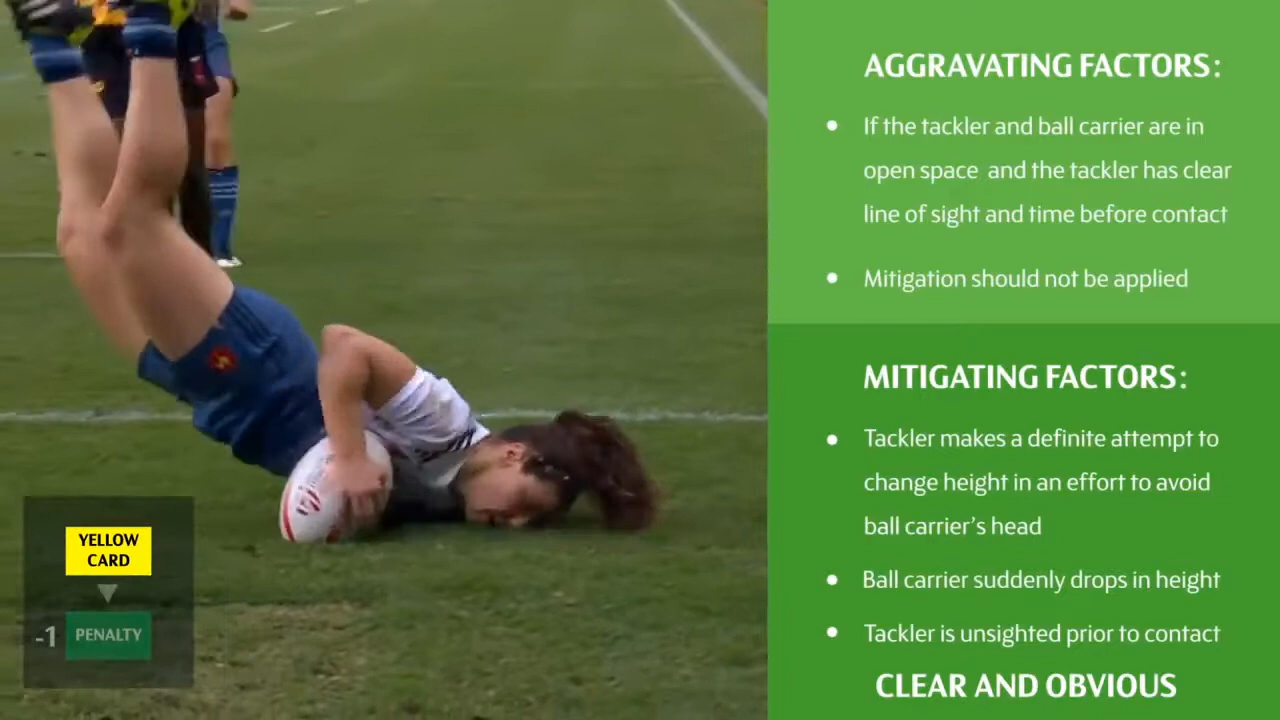 AGGRAVATING FACTORS:
• If the tackler and ball carrier are in
open space and the tackler has clear
line of sight and time before contact
• Mitigation should not be applied
MITIGATING FACTORS:
• Tackler makes a definite attempt to
change height in an effort to avoid
ball carrier's head
• Ball carrier suddenly drops in height
• Tackler is unsighted prior to contact
CLEAR AND OBVIOUS
YELLOW
CARD
-1 PENALTY